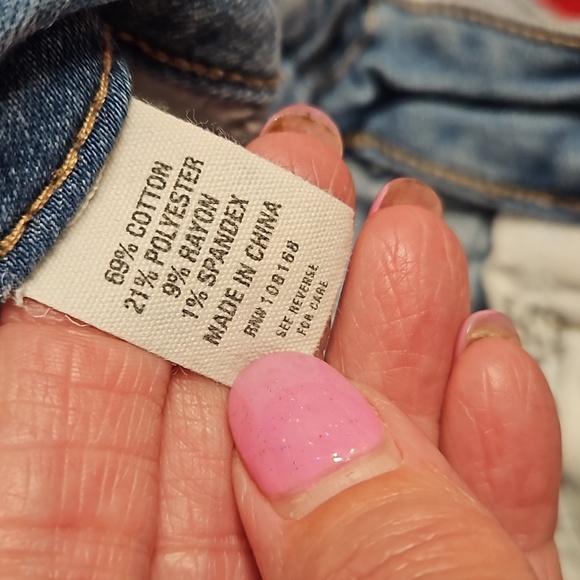 69% COTTON
21% POLYESTER
9% RAYON
1% SPANDEX
MADE IN CHINA
RN# 108168
SEE REVERSE
FOR CARE